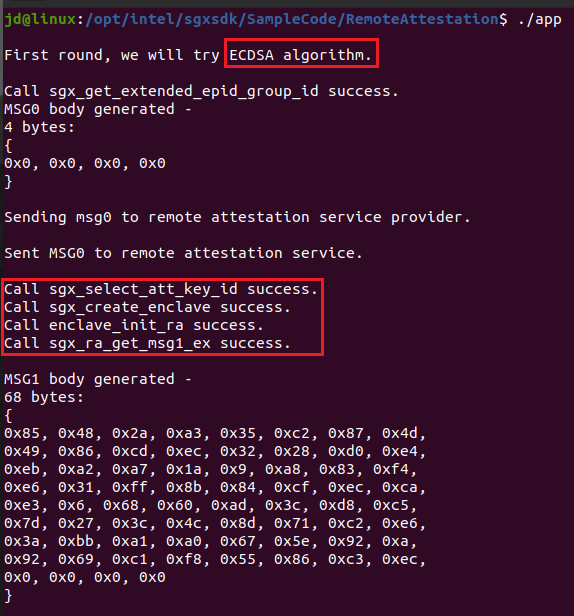 jd@linux:/opt/intel/sgxsdk/SampleCode/RemoteAttestation$ ./app
First round, we will try ECDSA algorithm.
Call sgx_get_extended_epid_group_id success.
MSG0 body generated -
4 bytes:
{
0x0, 0x0, 0x0, 0x0
}
Sending msg0 to remote attestation service provider.
Sent MSG0 to remote attestation service.
Call sgx_select_att_key_id success.
Call sgx_create_enclave success.
Call enclave_init_ra success.
Call sgx_ra_get_msg1_ex success.
MSG1 body generated -
68 bytes:
{
0x85, 0x48, 0x2a, 0xa3, 0x35, 0xc2, 0x87, 0x4d,
0x49, 0x86, 0xcd, 0xec, 0x32, 0x28, 0xd0, 0xe4,
0xeb, 0xa2, 0xa7, 0x1a, 0x9, 0xa8, 0x83, 0xf4,
0xe6, 0x31, 0xff, 0x8b, 0x84, 0xcf, 0xec, 0xca,
0xe3, 0x6, 0x68, 0x60, 0xad, 0x3c, 0xd8, 0xc5,
0x7d, 0x27, 0x3c, 0x4c, 0x8d, 0x71, 0xc2, 0xe6,
0x3a, 0xbb, 0xa1, 0xa0, 0x67, 0x5e, 0x92, 0xa,
0x92, 0x69, 0xc1, 0xf8, 0x55, 0x86, 0xc3, 0xec,
0x0, 0x0, 0x0, 0x0
}